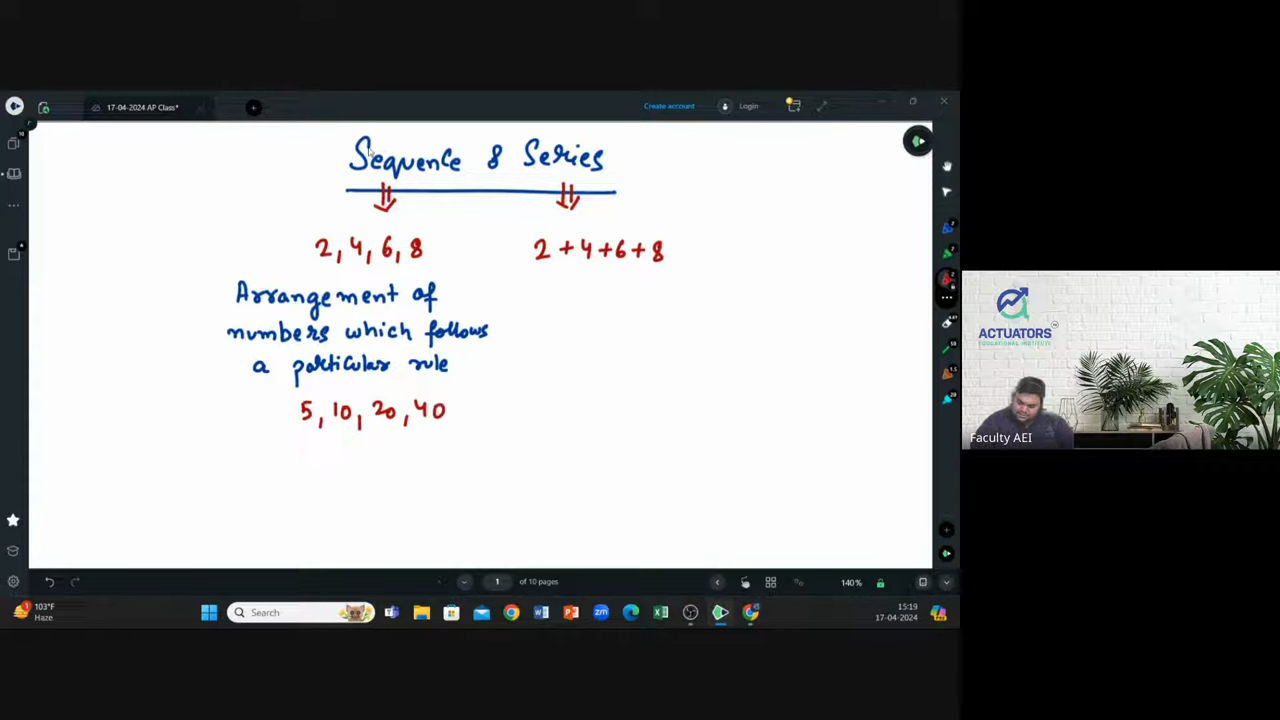 17-04-2024 AP Class*
Create account
Login
Sequence & Series
2, 4, 6, 8
2 + 4 + 6 + 8
Arrangement of
numbers which follows
a particular rule
5, 10, 20, 40
1 of 10 pages
140%
103°F
Haze
Search
15:19
17-04-2024
ACTUATORS
EDUCATIONAL INSTITUTE
Faculty AEI